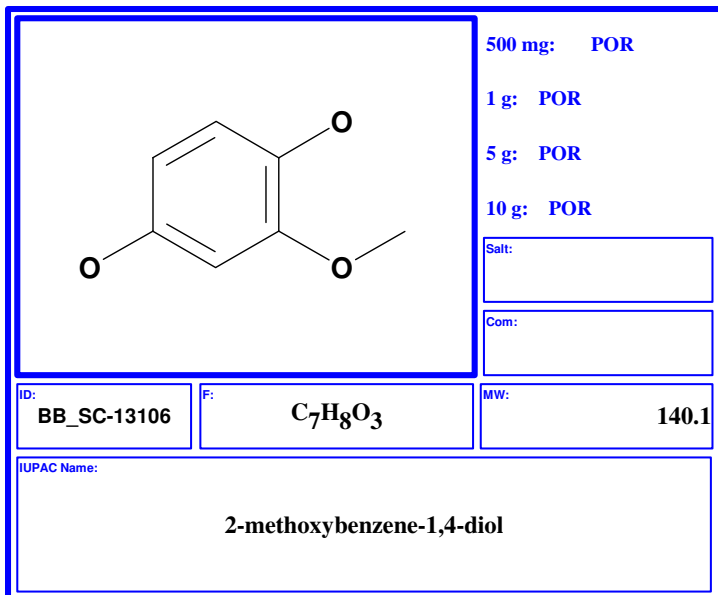 500 mg: POR
1 g: POR
5 g: POR
10 g: POR
O
O
O
Salt:
Com:
ID:
BB_SC-13106
F:
C7H8O3
MW:
140.1
IUPAC Name:
2-methoxybenzene-1,4-diol